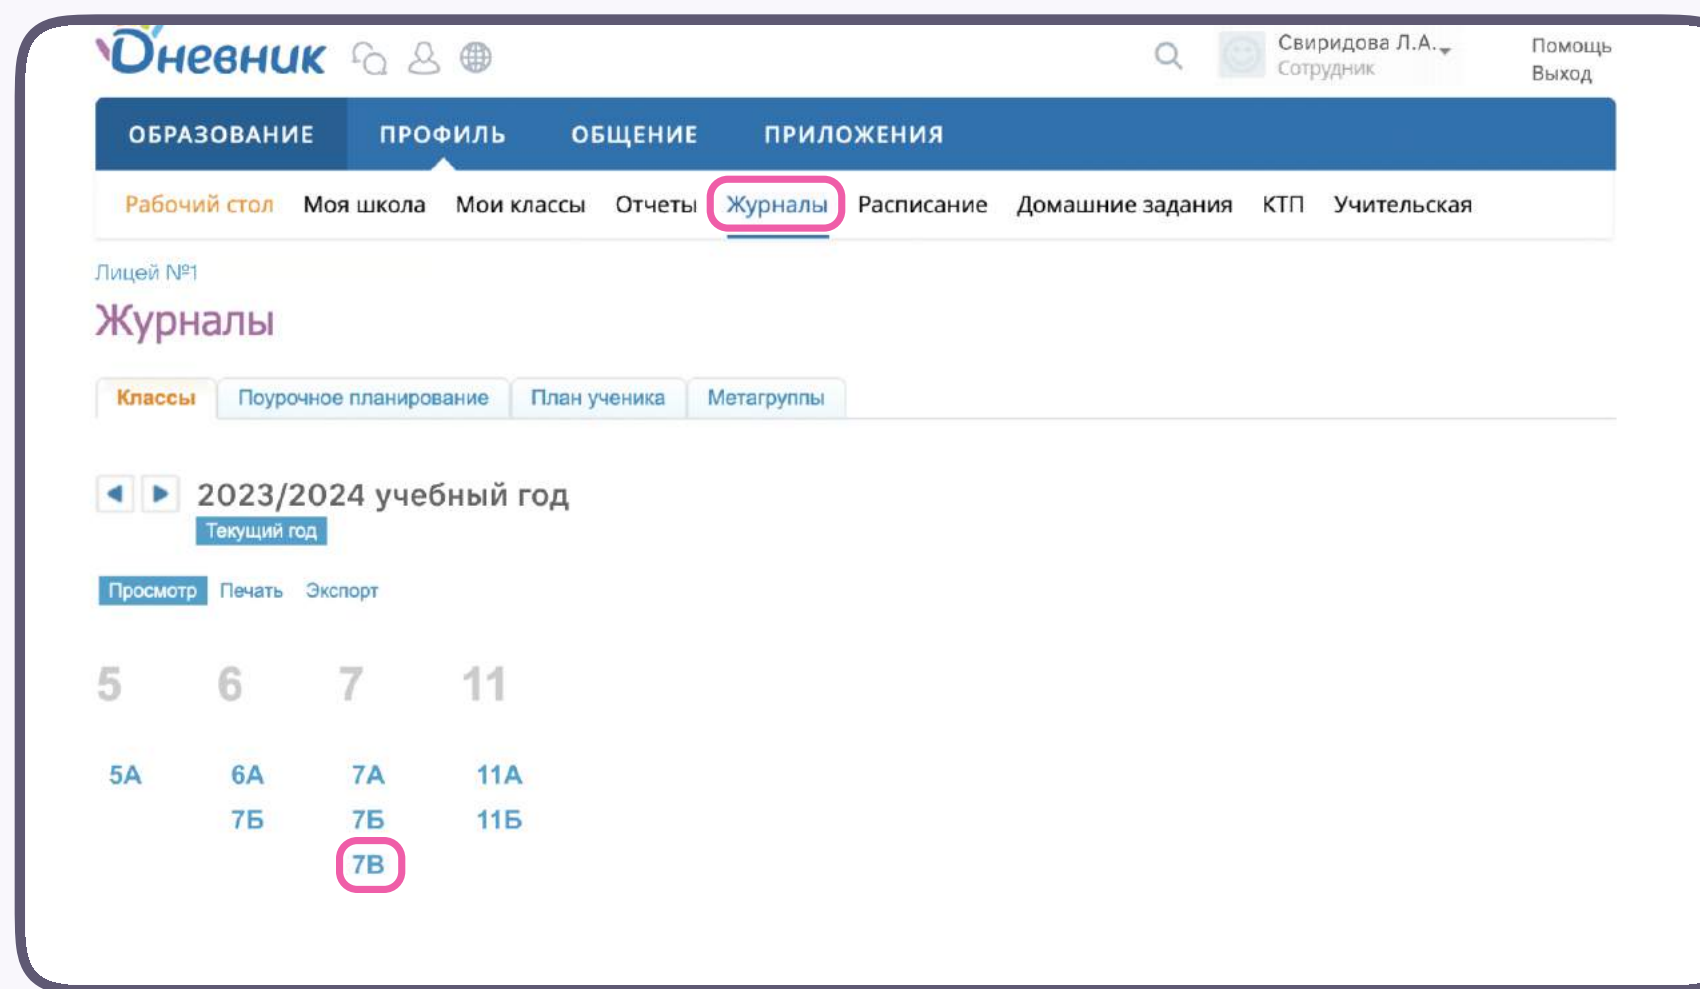 Дневник
Свиридова Л.А.
Сотрудник
Помощь
Выход
ОБРАЗОВАНИЕ ПРОФИЛЬ ОБЩЕНИЕ ПРИЛОЖЕНИЯ
Рабочий стол Моя школа Мои классы Отчеты Журналы Расписание Домашние задания КТП Учительская
Лицей №1
Журналы
Классы Поурочное планирование План ученика Метагруппы
2023/2024 учебный год
Текущий год
Просмотр Печать Экспорт
5 6 7 11
5А 6А 7А 11А
7Б 7Б 11Б
7В